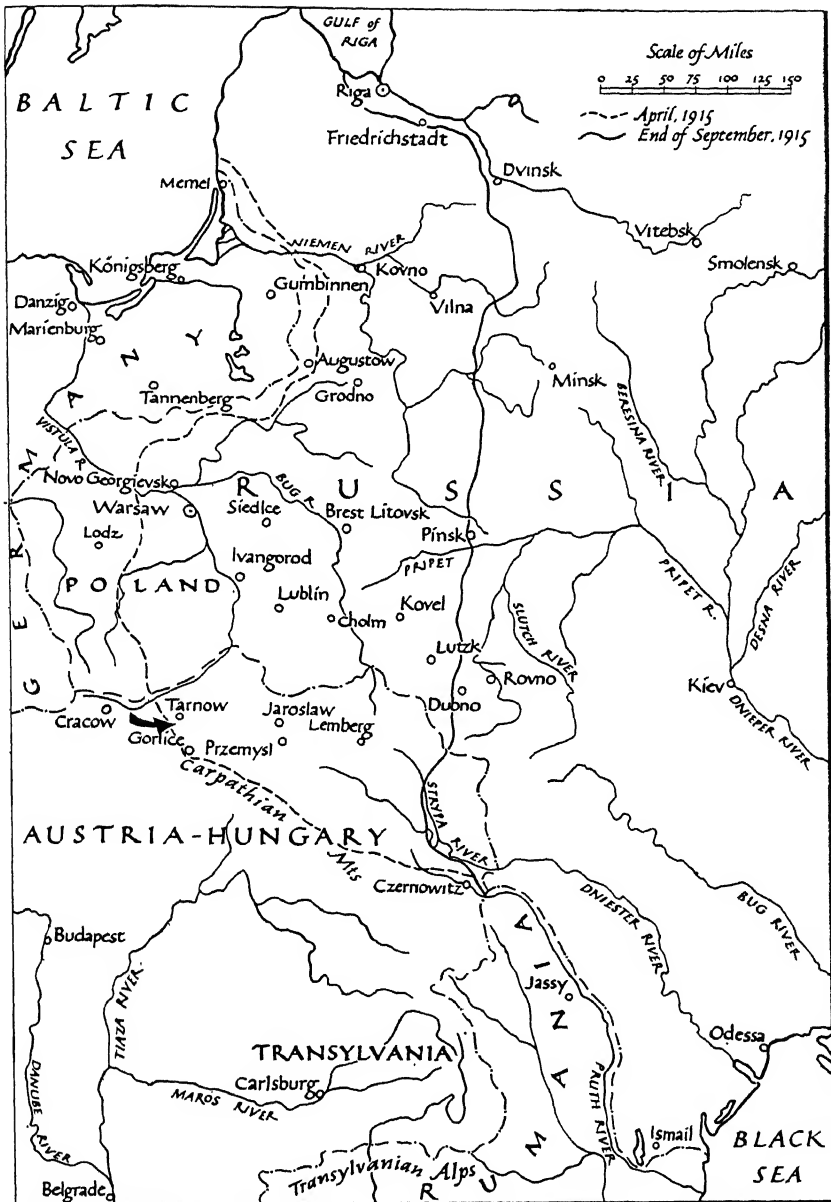 GULF of
RIGA
Scale of Miles
0 25 50 75 100 125 150
April, 1915
End of September, 1915
BALTIC
SEA
Riga
Friedrichstadt
Dvinsk
Memel
Vitebsk
NIEMEN RIVER
Smolensk
Königsberg
Kovno
Gumbinnen
Danzig
Vilna
Marienburg
Augustow
Minsk
Tannenberg
Grodno
BERESINA RIVER
VISTULA R.
GERMANY
Novo Georgievsk
RUSSIA
BUG R.
Warsaw
Siedlce
Brest Litovsk
Pinsk
Lodz
Ivangorod
PRIPET
PRIPET R.
POLAND
Lublin
Kovel
SLUTCH RIVER
DESNA RIVER
Cholm
Lutzk
Rovno
Kiev
Dubno
DNIEPER RIVER
Cracow
Tarnow
Jaroslaw
Lemberg
Gorlice
Przemysl
Carpathian
Mts
STRYPA
RIVER
AUSTRIA-HUNGARY
Czernowitz
DNIESTER RIVER
BUG RIVER
Budapest
Jassy
TIAZA RIVER.
Odessa
TRANSYLVANIA
Carlsburg
MAROS RIVER
DANUBE RIVER
PRUTH RIVER
Ismail
BLACK
SEA
Transylvanian Alps
RUMANIA
Belgrade